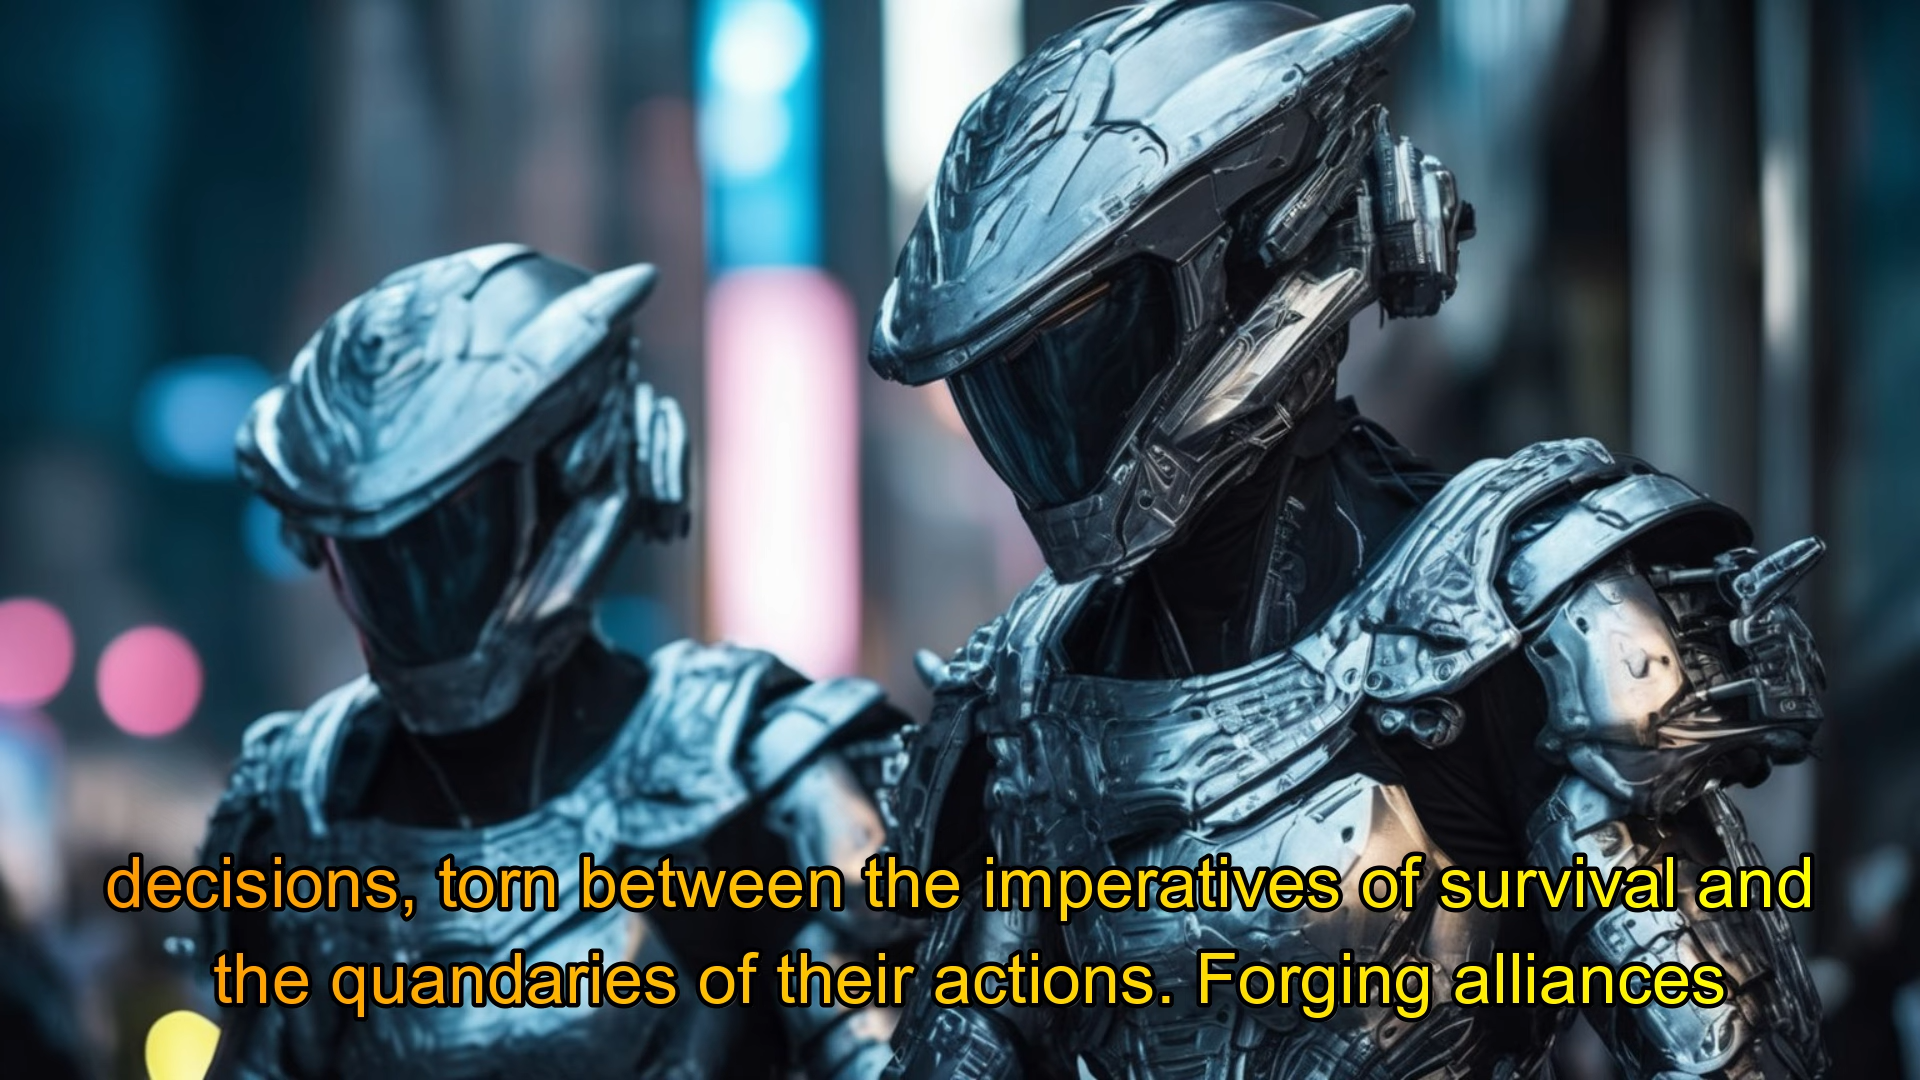 decisions, torn between the imperatives of survival and
the quandaries of their actions. Forging alliances